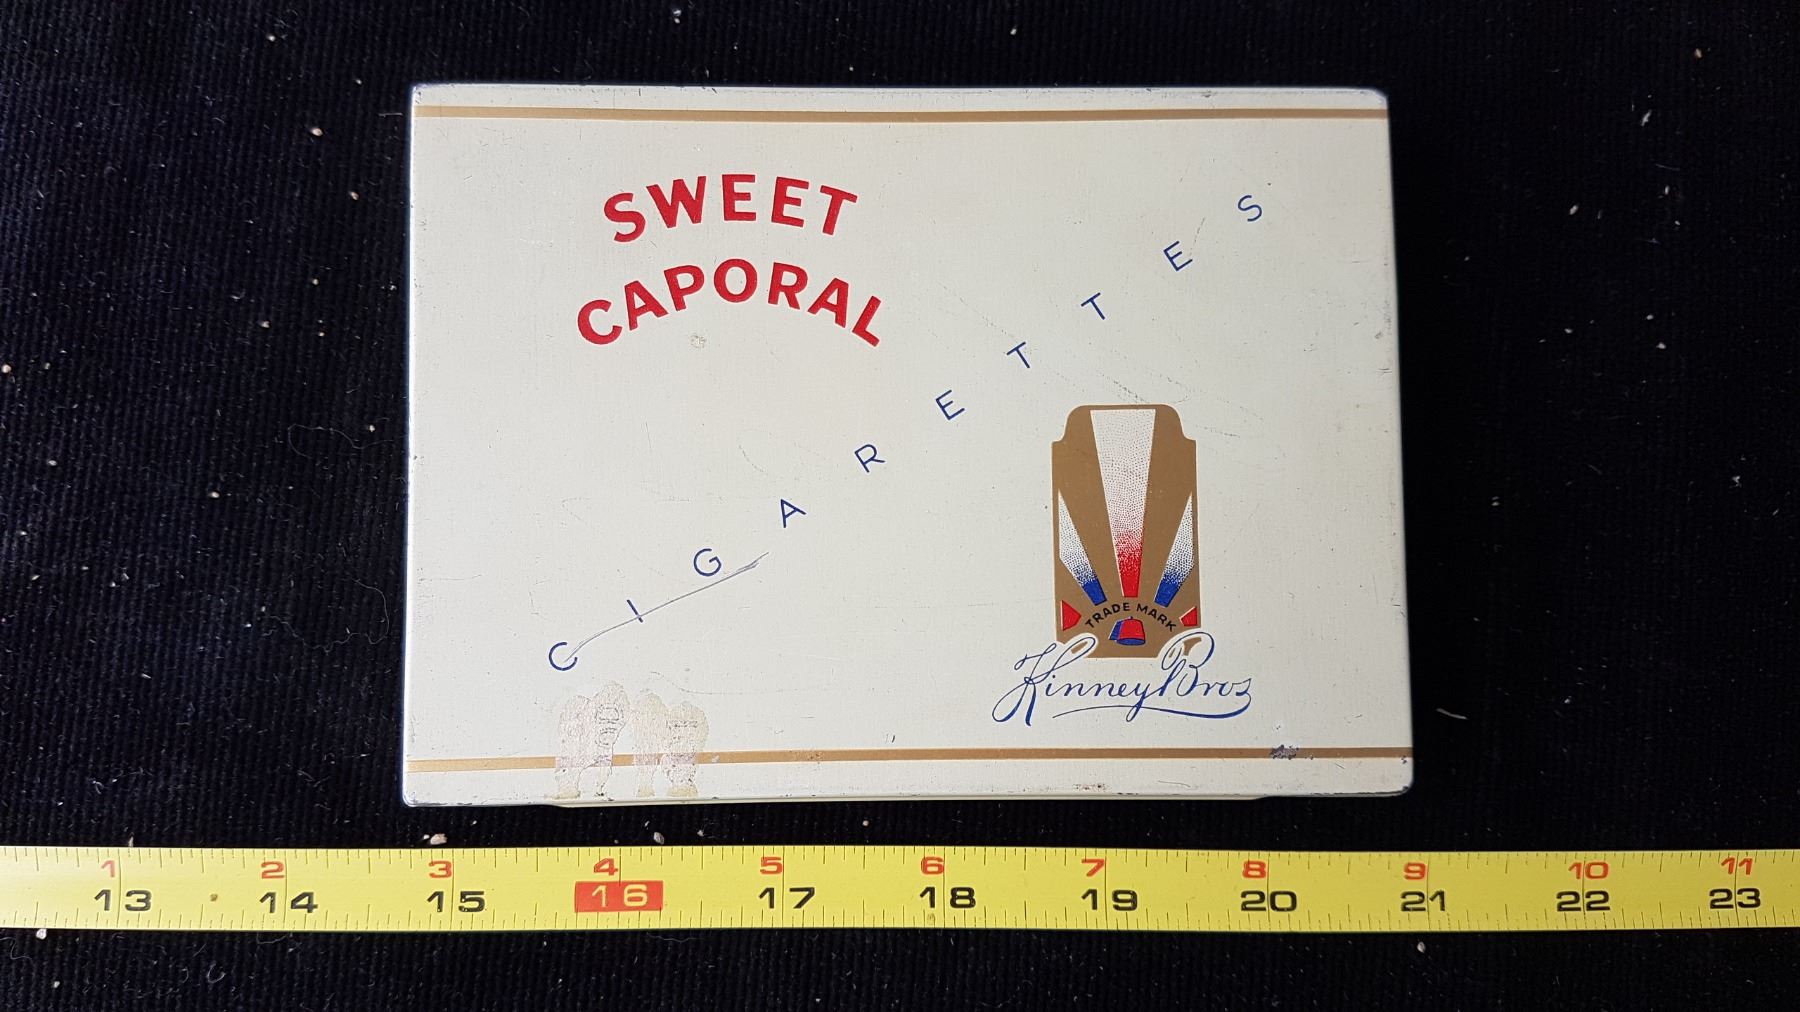 SWEET
CAPORAL
CIGARETTES
TRADE MARK
Kinney Bros
1 2 3 4 5 6 7 8 9 10 11
13 14 15 16 17 18 19 20 21 22 23